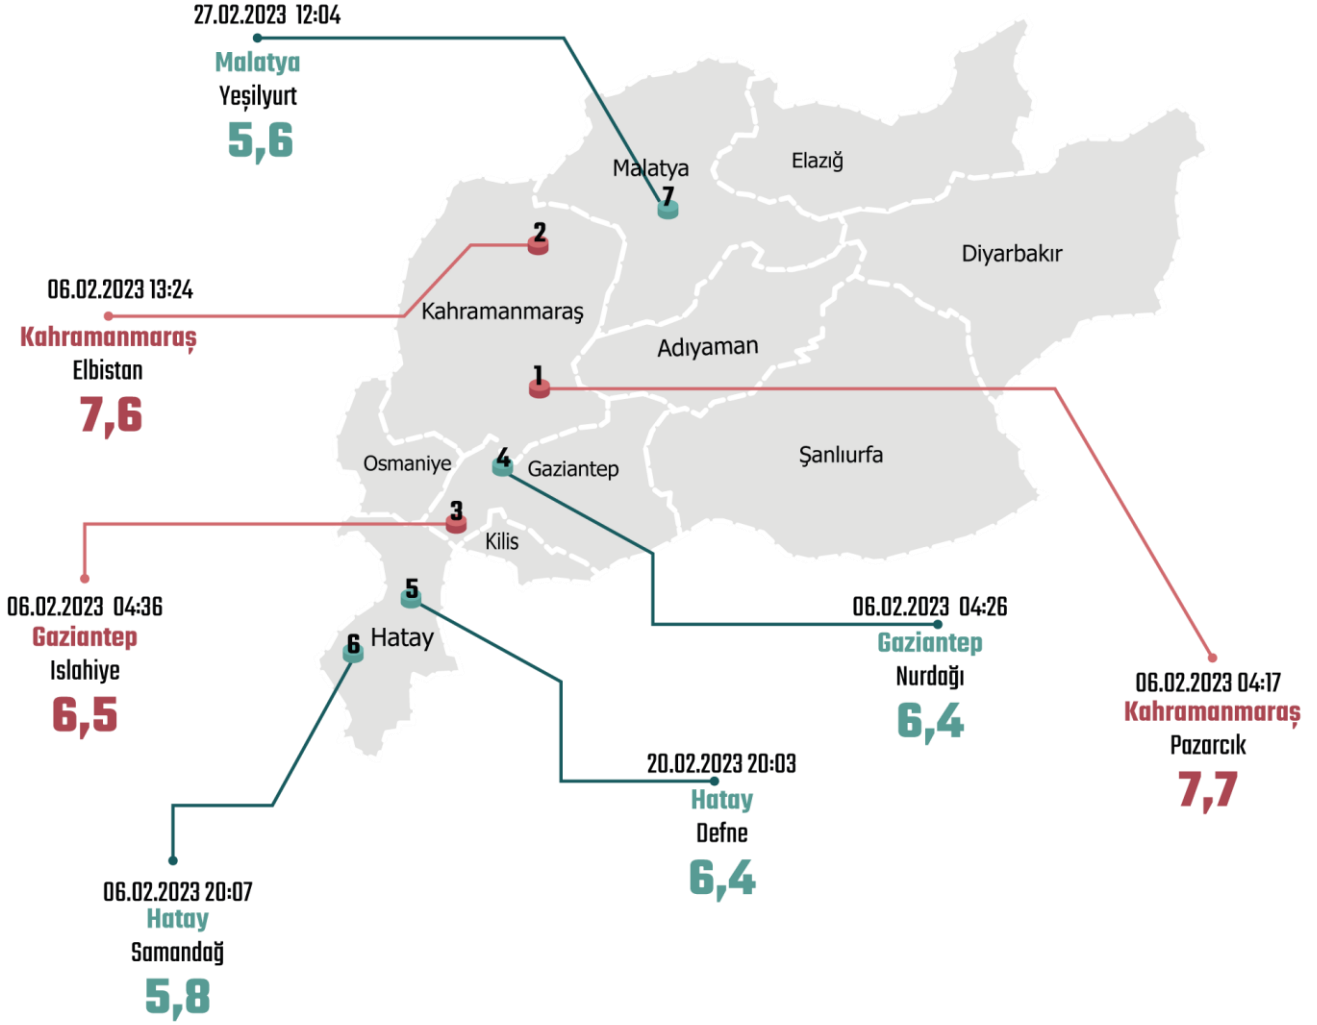 27.02.2023 12:04
Malatya
Yeşilyurt
5,6
Malatya
7
Elazığ
Diyarbakır
2
Kahramanmaraş
Adıyaman
1
Şanlıurfa
Osmaniye
4
Gaziantep
3
Kilis
5
Hatay
6
06.02.2023 13:24
Kahramanmaraş
Elbistan
7,6
06.02.2023 04:36
Gaziantep
Islahiye
6,5
06.02.2023 04:26
Gaziantep
Nurdağı
6,4
06.02.2023 04:17
Kahramanmaraş
Pazarcık
7,7
20.02.2023 20:03
Hatay
Defne
6,4
06.02.2023 20:07
Hatay
Samandağ
5,8